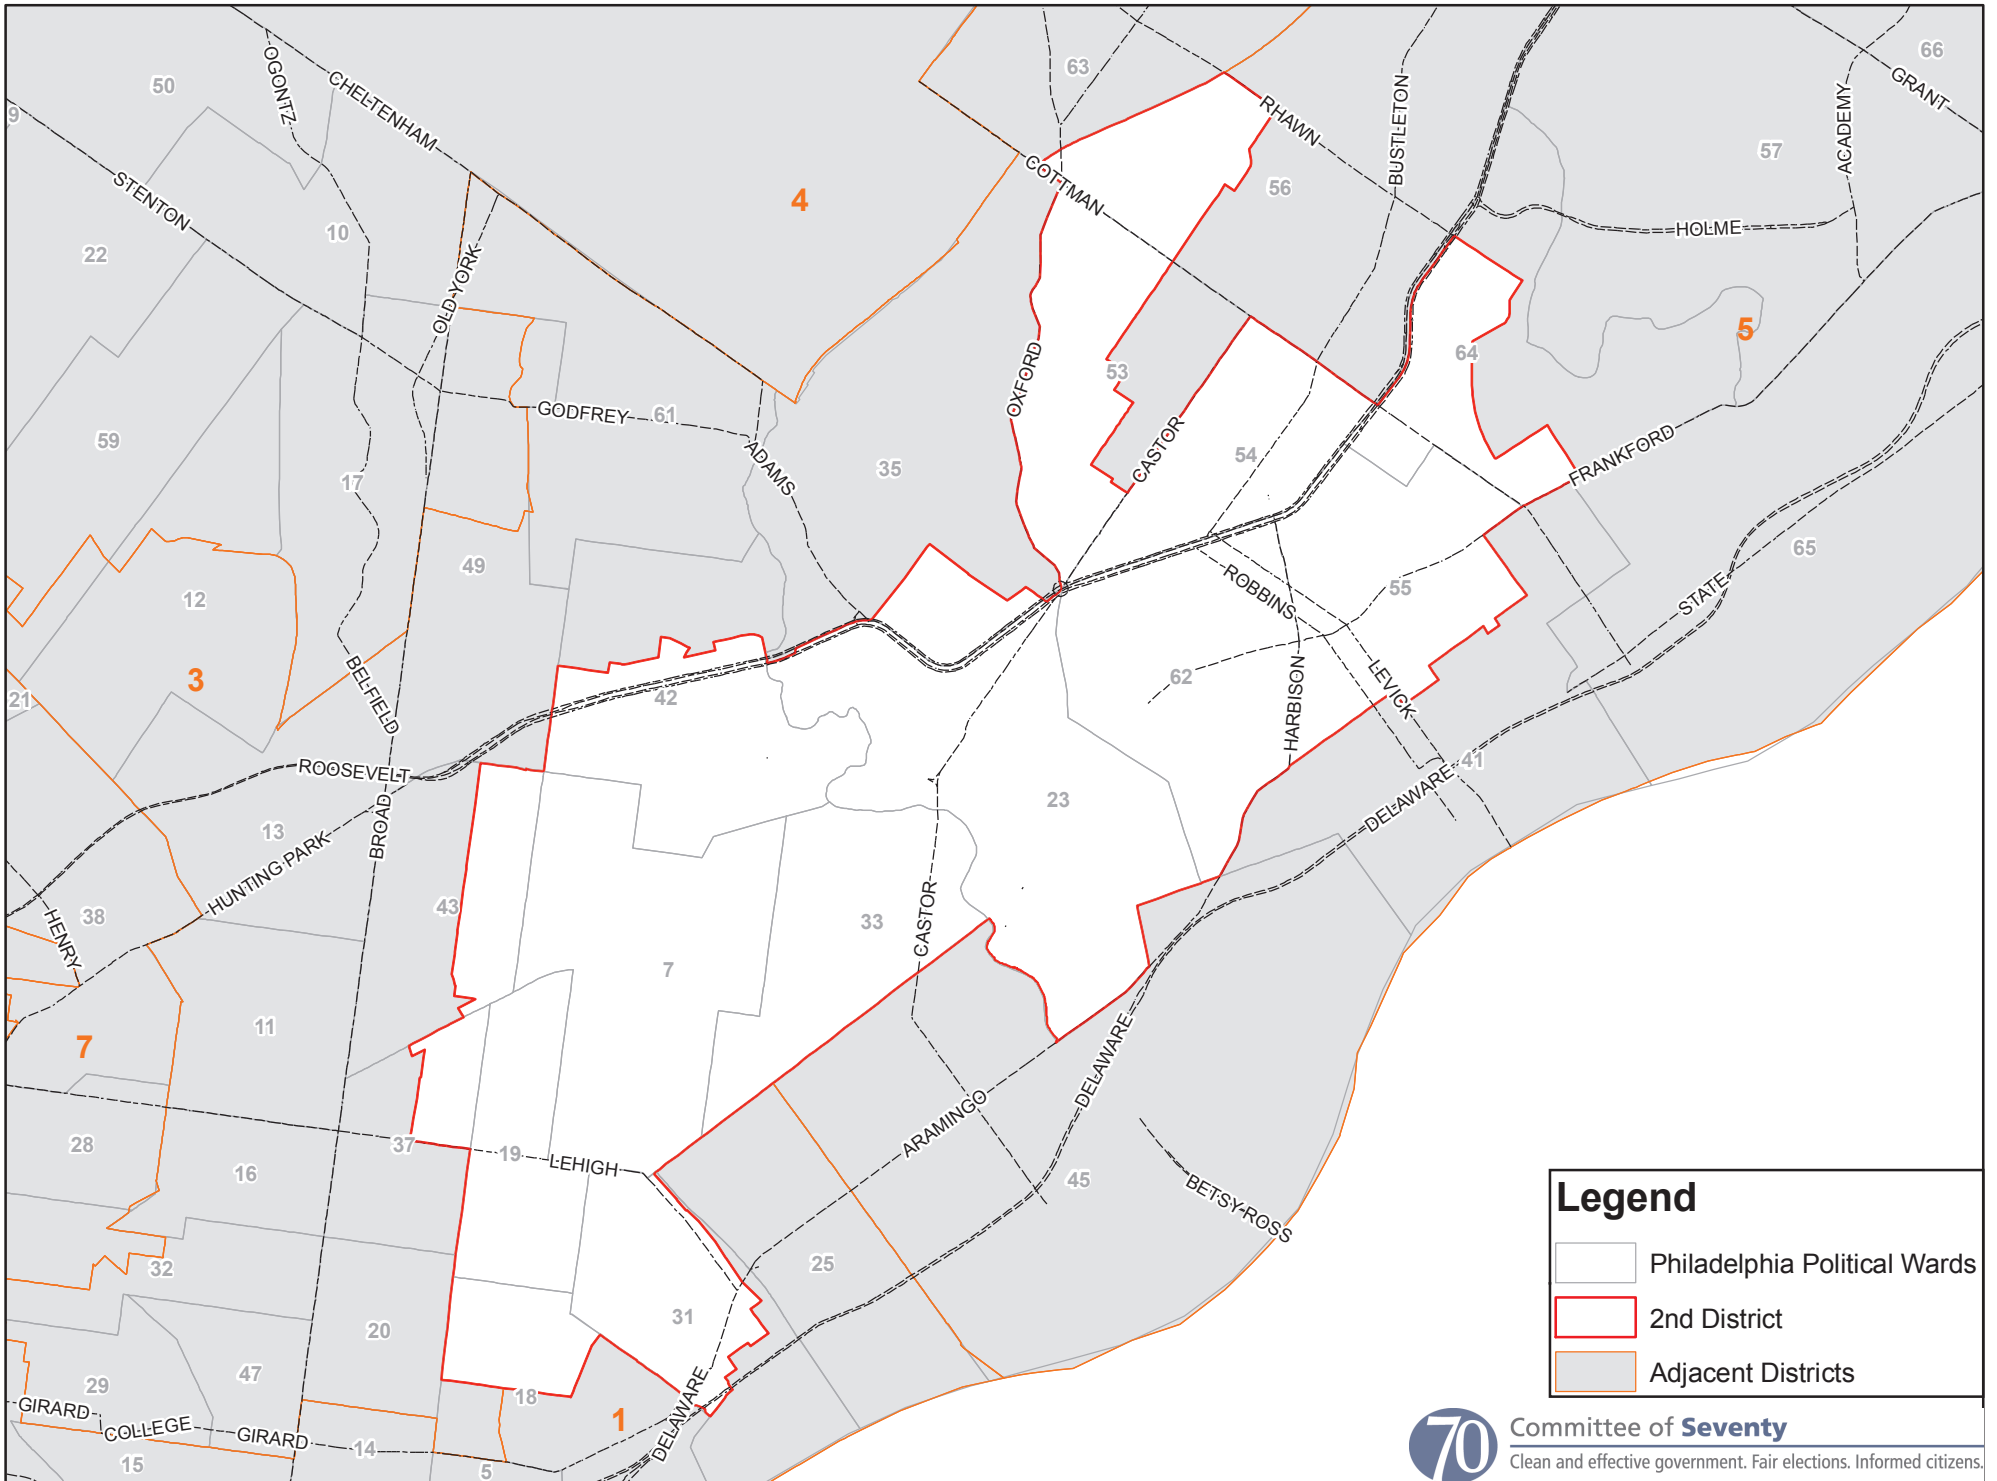 63
66
50
OGONTZ
CHELTENHAM
RHAWN
BUSTLETON
GRANT
9
ACADEMY
57
COTTMAN
56
STENTON
4
10
HOLME
22
OLD YORK
5
64
53
OXFORD
61
GODFREY
59
CASTOR
54
FRANKFORD
35
ADAMS
17
65
49
ROBBINS
55
STATE
12
3
62
LEVICK
21
42
BELFIELD
HARBISON
41
ROOSEVELT
DELAWARE
23
13
BROAD
HUNTING PARK
43
38
HENRY
33
CASTOR
7
11
7
DELAWARE
ARAMINGO
28
37
19
LEHIGH
16
45
BETSY ROSS
32
25
31
20
47
29
18
1
GIRARD
COLLEGE
GIRARD
14
DELAWARE
15
5
Legend
Philadelphia Political Wards
2nd District
Adjacent Districts
70
Committee of Seventy
Clean and effective government. Fair elections. Informed citizens.